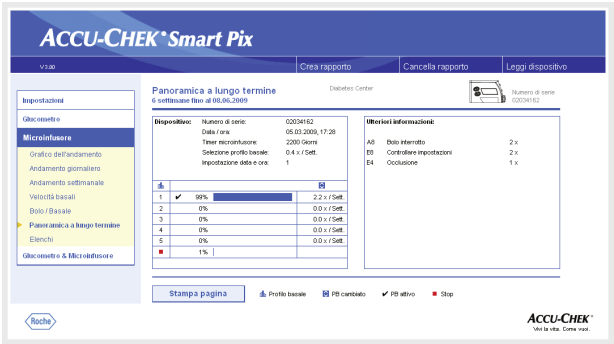 ACCU-CHEK® Smart Pix
V 3.00
Crea rapporto
Cancella rapporto
Leggi dispositivo
Panoramica a lungo termine
6 settimane fino al 08.06.2009
Diabetes Center
Numero di serie
02034162
Impostazioni
Glucometro
Microinfusore
Grafico dell'andamento
Andamento giornaliero
Andamento settimanale
Velocità basali
Bolo / Basale
Panoramica a lungo termine
Elenchi
Glucometro & Microinfusore
Dispositivo: Numero di serie: 02034162
Data / ora: 05.03.2009, 17:28
Timer microinfusore: 2200 Giorni
Selezione profilo basale: 0.4 x / Sett.
Impostazione data e ora: 1
1 99% 2.2 x / Sett.
2 0% 0.0 x / Sett.
3 0% 0.0 x / Sett.
4 0% 0.0 x / Sett.
5 0% 0.0 x / Sett.
1%
Ulteriori informazioni:
A8 Bolo interrotto 2 x
E8 Controllare impostazioni 2 x
E4 Occlusione 1 x
Stampa pagina
Profilo basale
PB cambiato
PB attivo
Stop
Roche
ACCU-CHEK®
Vivi la vita. Come vuoi.